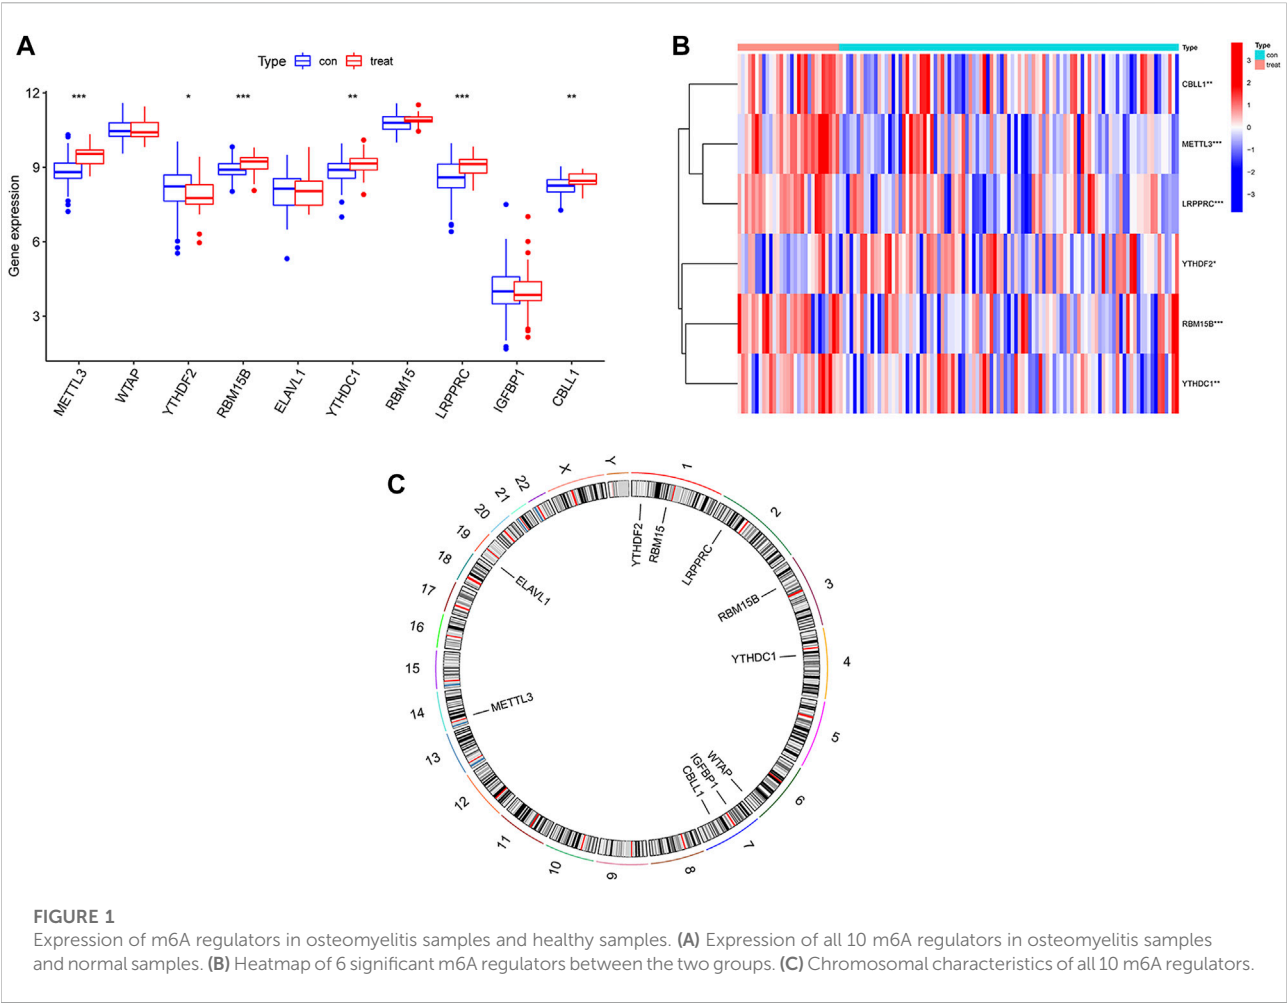 A
Type con treat
Gene expression
12
9
6
3
*** * *** ** *** **
METTL3 WTAP YTHDF2 RBM15B ELAVL1 YTHDC1 RBM15 LRPPRC IGFBP1 CBLL1
B
Type
CBLL1**
METTL3***
LRPPRC***
YTHDF2*
RBM15B***
YTHDC1**
3
2
1
0
−1
−2
−3
Type
con
treat
C
1
2
3
4
5
6
7
8
9
10
11
12
13
14
15
16
17
18
19
20
21
22
X
Y
YTHDF2
RBM15
LRPPRC
RBM15B
YTHDC1
WTAP
IGFBP1
CBLL1
METTL3
ELAVL1
FIGURE 1
Expression of m6A regulators in osteomyelitis samples and healthy samples. (A) Expression of all 10 m6A regulators in osteomyelitis samples
and normal samples. (B) Heatmap of 6 significant m6A regulators between the two groups. (C) Chromosomal characteristics of all 10 m6A regulators.